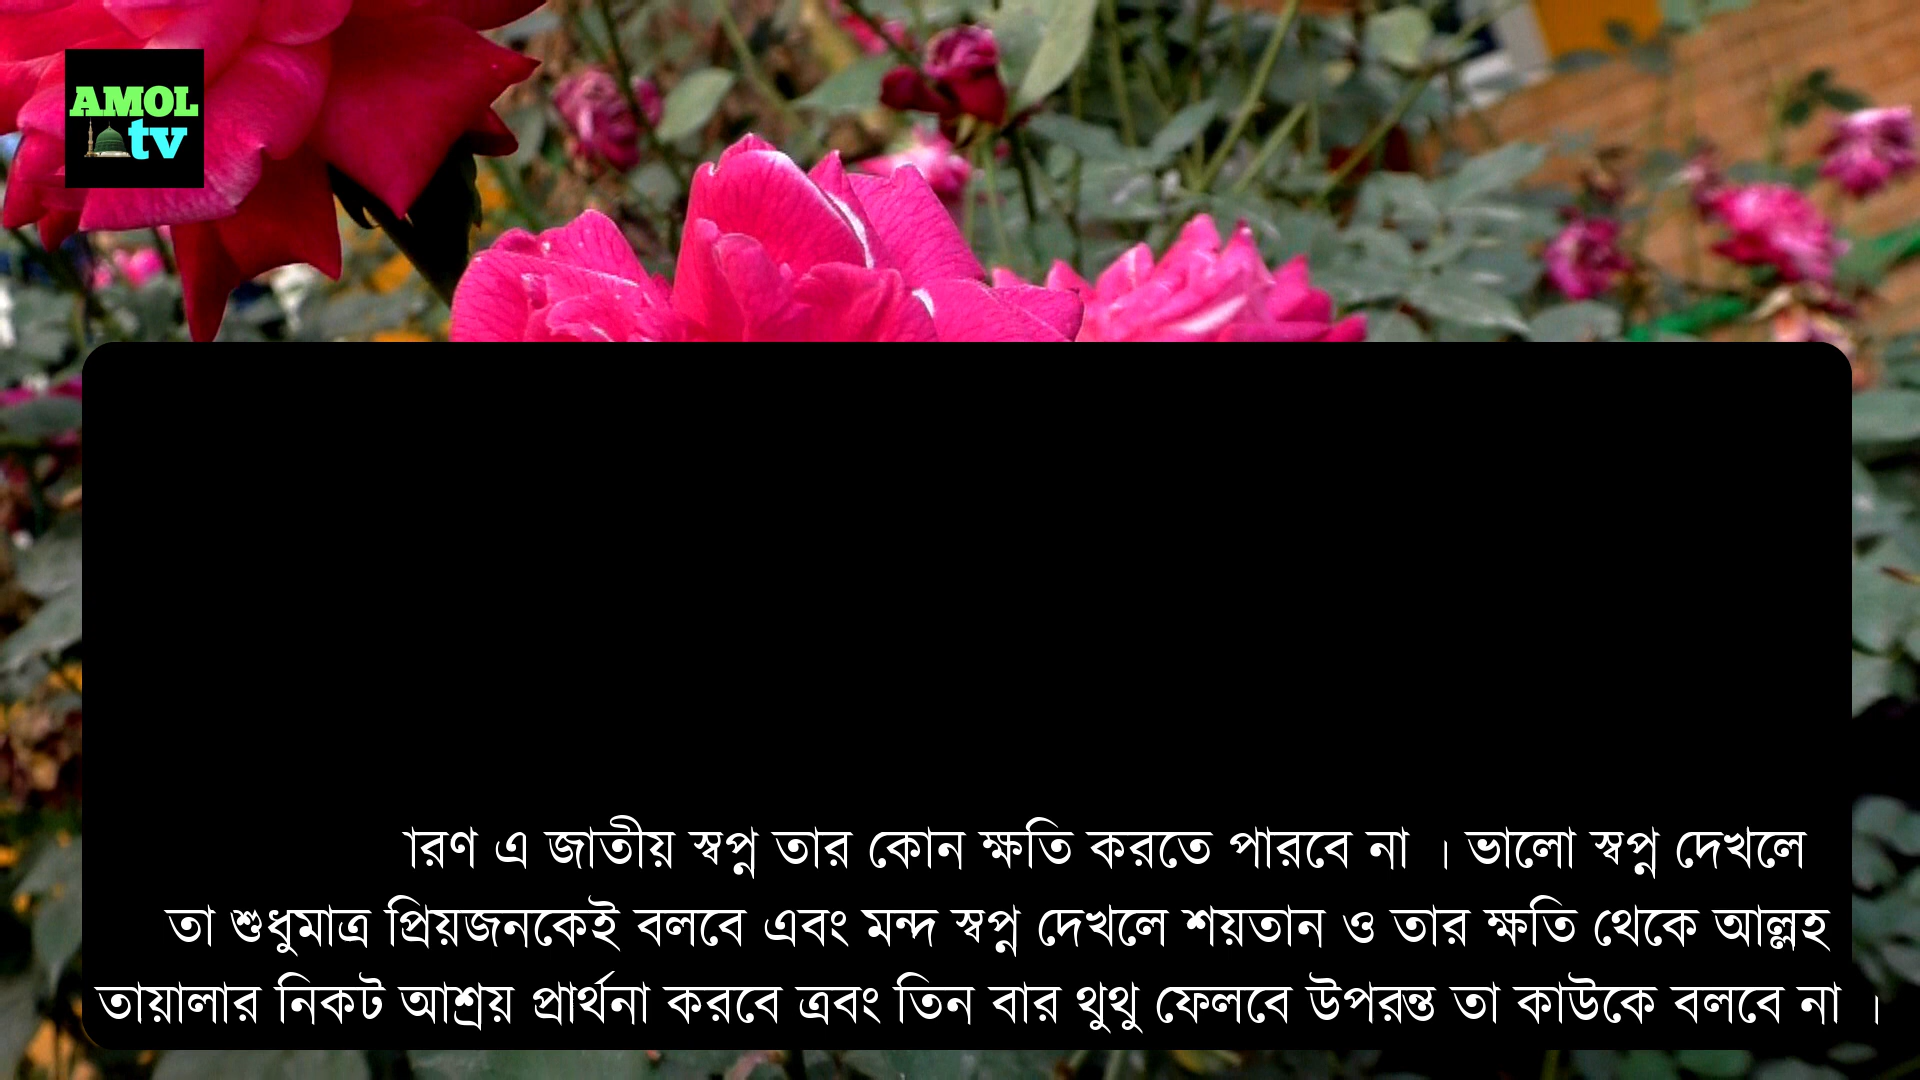 AMOL
tv
ারণ এ জাতীয় স্বপ্ন তার কোন ক্ষতি করতে পারবে না । ভালো স্বপ্ন দেখলে
তা শুধুমাত্র প্রিয়জনকেই বলবে এবং মন্দ স্বপ্ন দেখলে শয়তান ও তার ক্ষতি থেকে আল্লহ
তায়ালার নিকট আশ্রয় প্রার্থনা করবে ত্রবং তিন বার থুথু ফেলবে উপরন্ত তা কাউকে বলবে না ।